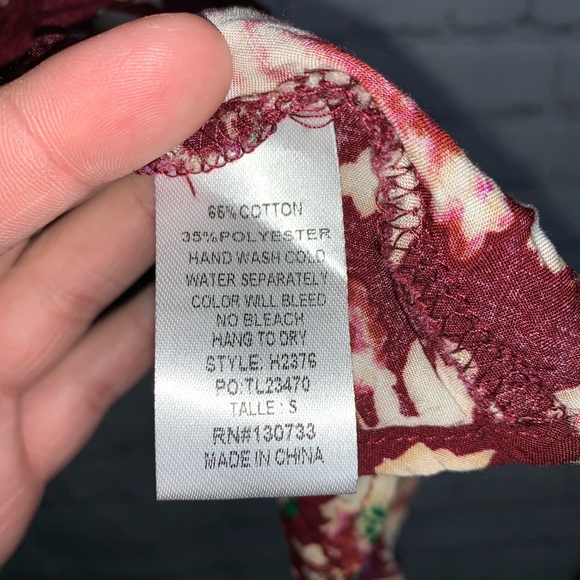 65% COTTON
35% POLYESTER
HAND WASH COLD
WATER SEPARATELY
COLOR WILL BLEED
NO BLEACH
HANG TO DRY
STYLE: H2376
PO:TL23470
TALLE : S
RN#130733
MADE IN CHINA